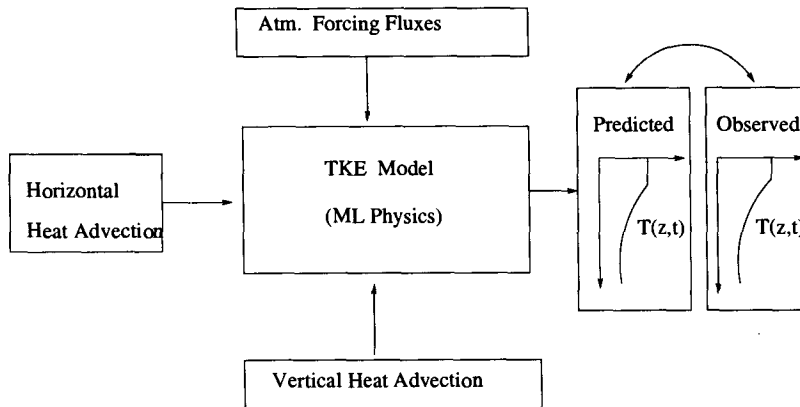 Atm. Forcing Fluxes
Predicted
Observed
TKE Model
(ML Physics)
Horizontal
Heat Advection
T(z,t)
T(z,t)
Vertical Heat Advection